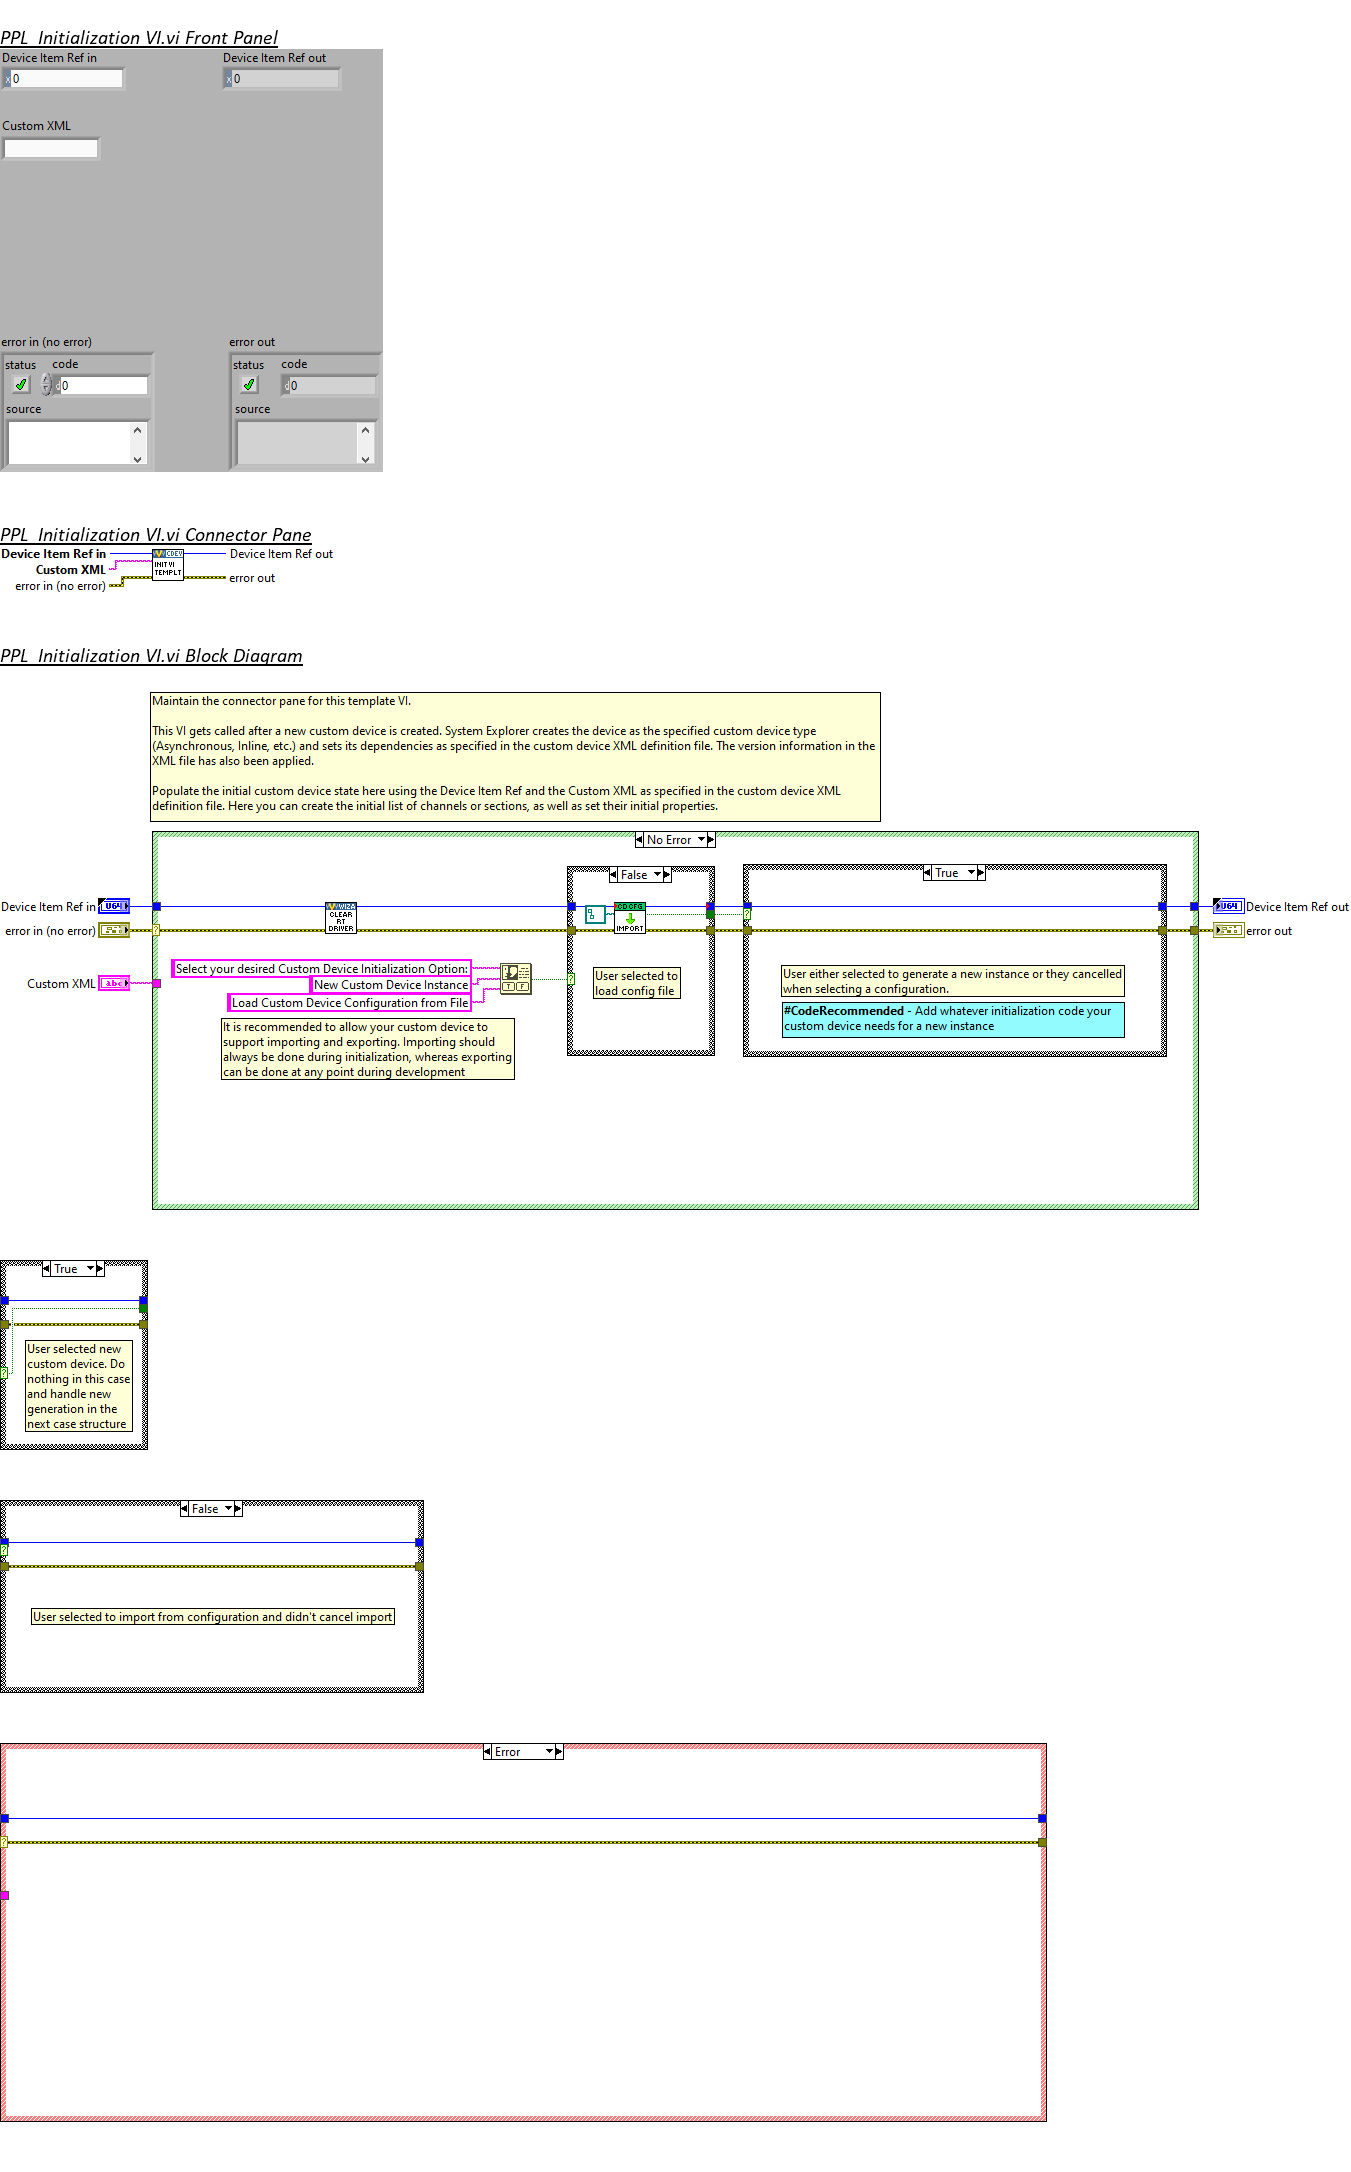 PPL_Initialization VI.vi Front Panel
Device Item Ref in
Device Item Ref out
x 0
x 0
Custom XML
error in (no error)
error out
status
code
status
code
d 0
d 0
source
source
PPL_Initialization VI.vi Connector Pane
Device Item Ref in
Custom XML
error in (no error)
CDEV
INIT VI
TEMPLT
Device Item Ref out
error out
PPL_Initialization VI.vi Block Diagram
Maintain the connector pane for this template VI.
This VI gets called after a new custom device is created. System Explorer creates the device as the specified custom device type
(Asynchronous, Inline, etc.) and sets its dependencies as specified in the custom device XML definition file. The version information in the
XML file has also been applied.
Populate the initial custom device state here using the Device Item Ref and the Custom XML as specified in the custom device XML
definition file. Here you can create the initial list of channels or sections, as well as set their initial properties.
No Error
False
True
Device Item Ref in
U64
error in (no error)
Custom XML
abc
WIZA
CLEAR
RT
DRIVER
CD CFG
IMPORT
U64
Device Item Ref out
error out
Select your desired Custom Device Initialization Option:
New Custom Device Instance
Load Custom Device Configuration from File
T F
?
?
?
It is recommended to allow your custom device to
support importing and exporting. Importing should
always be done during initialization, whereas exporting
can be done at any point during development
User selected to
load config file
User either selected to generate a new instance or they cancelled
when selecting a configuration.
#CodeRecommended - Add whatever initialization code your
custom device needs for a new instance
True
?
User selected new
custom device. Do
nothing in this case
and handle new
generation in the
next case structure
False
?
User selected to import from configuration and didn't cancel import
Error
?